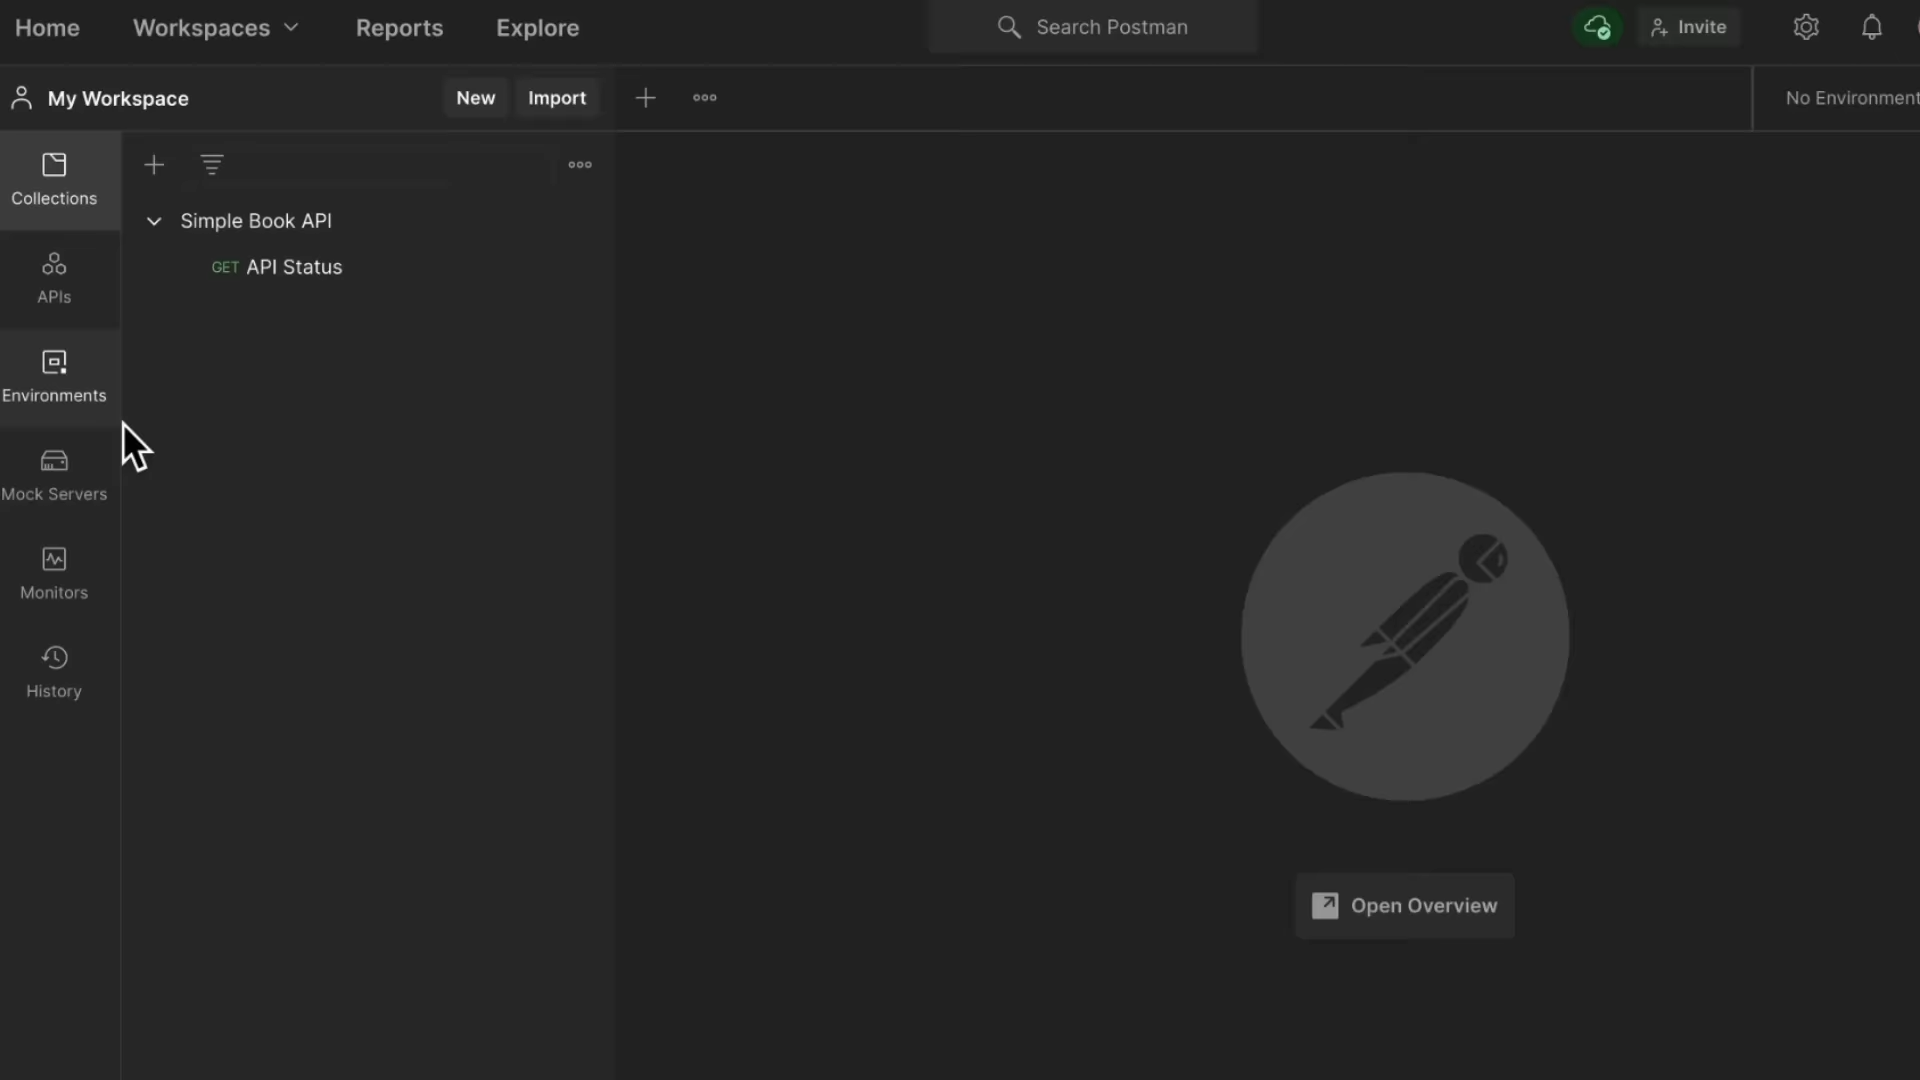 Home Workspaces Reports Explore Search Postman Invite
My Workspace New Import No Environment
Collections
Simple Book API
GET API Status
APIs
Environments
Mock Servers
Monitors
History
Open Overview